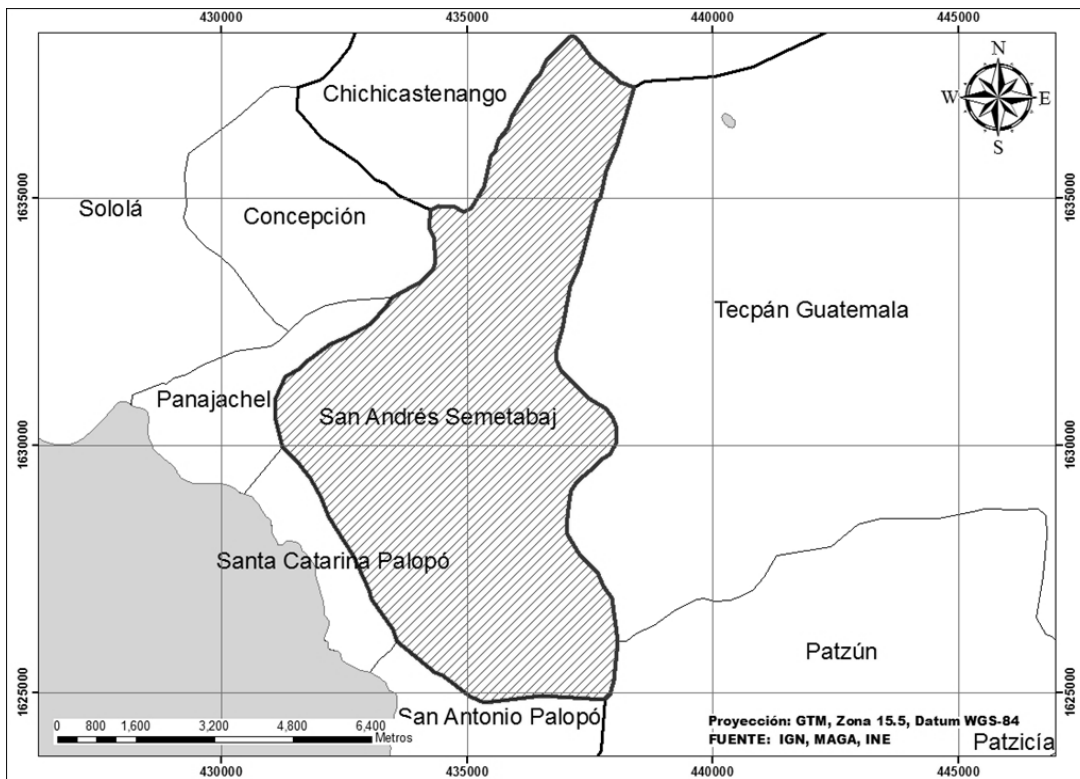 430000 435000 440000 445000
N
W E
S
Chichicastenango
1635000 1635000
Sololá
Concepción
Tecpán Guatemala
Panajachel
San Andrés Semetabaj
1630000 1630000
Santa Catarina Palopó
Patzún
1625000 1625000
San Antonio Palopó
0 800 1,600 3,200 4,800 6,400
Metros
Proyección: GTM, Zona 15.5, Datum WGS-84
FUENTE: IGN, MAGA, INE
Patzicía
430000 435000 440000 445000